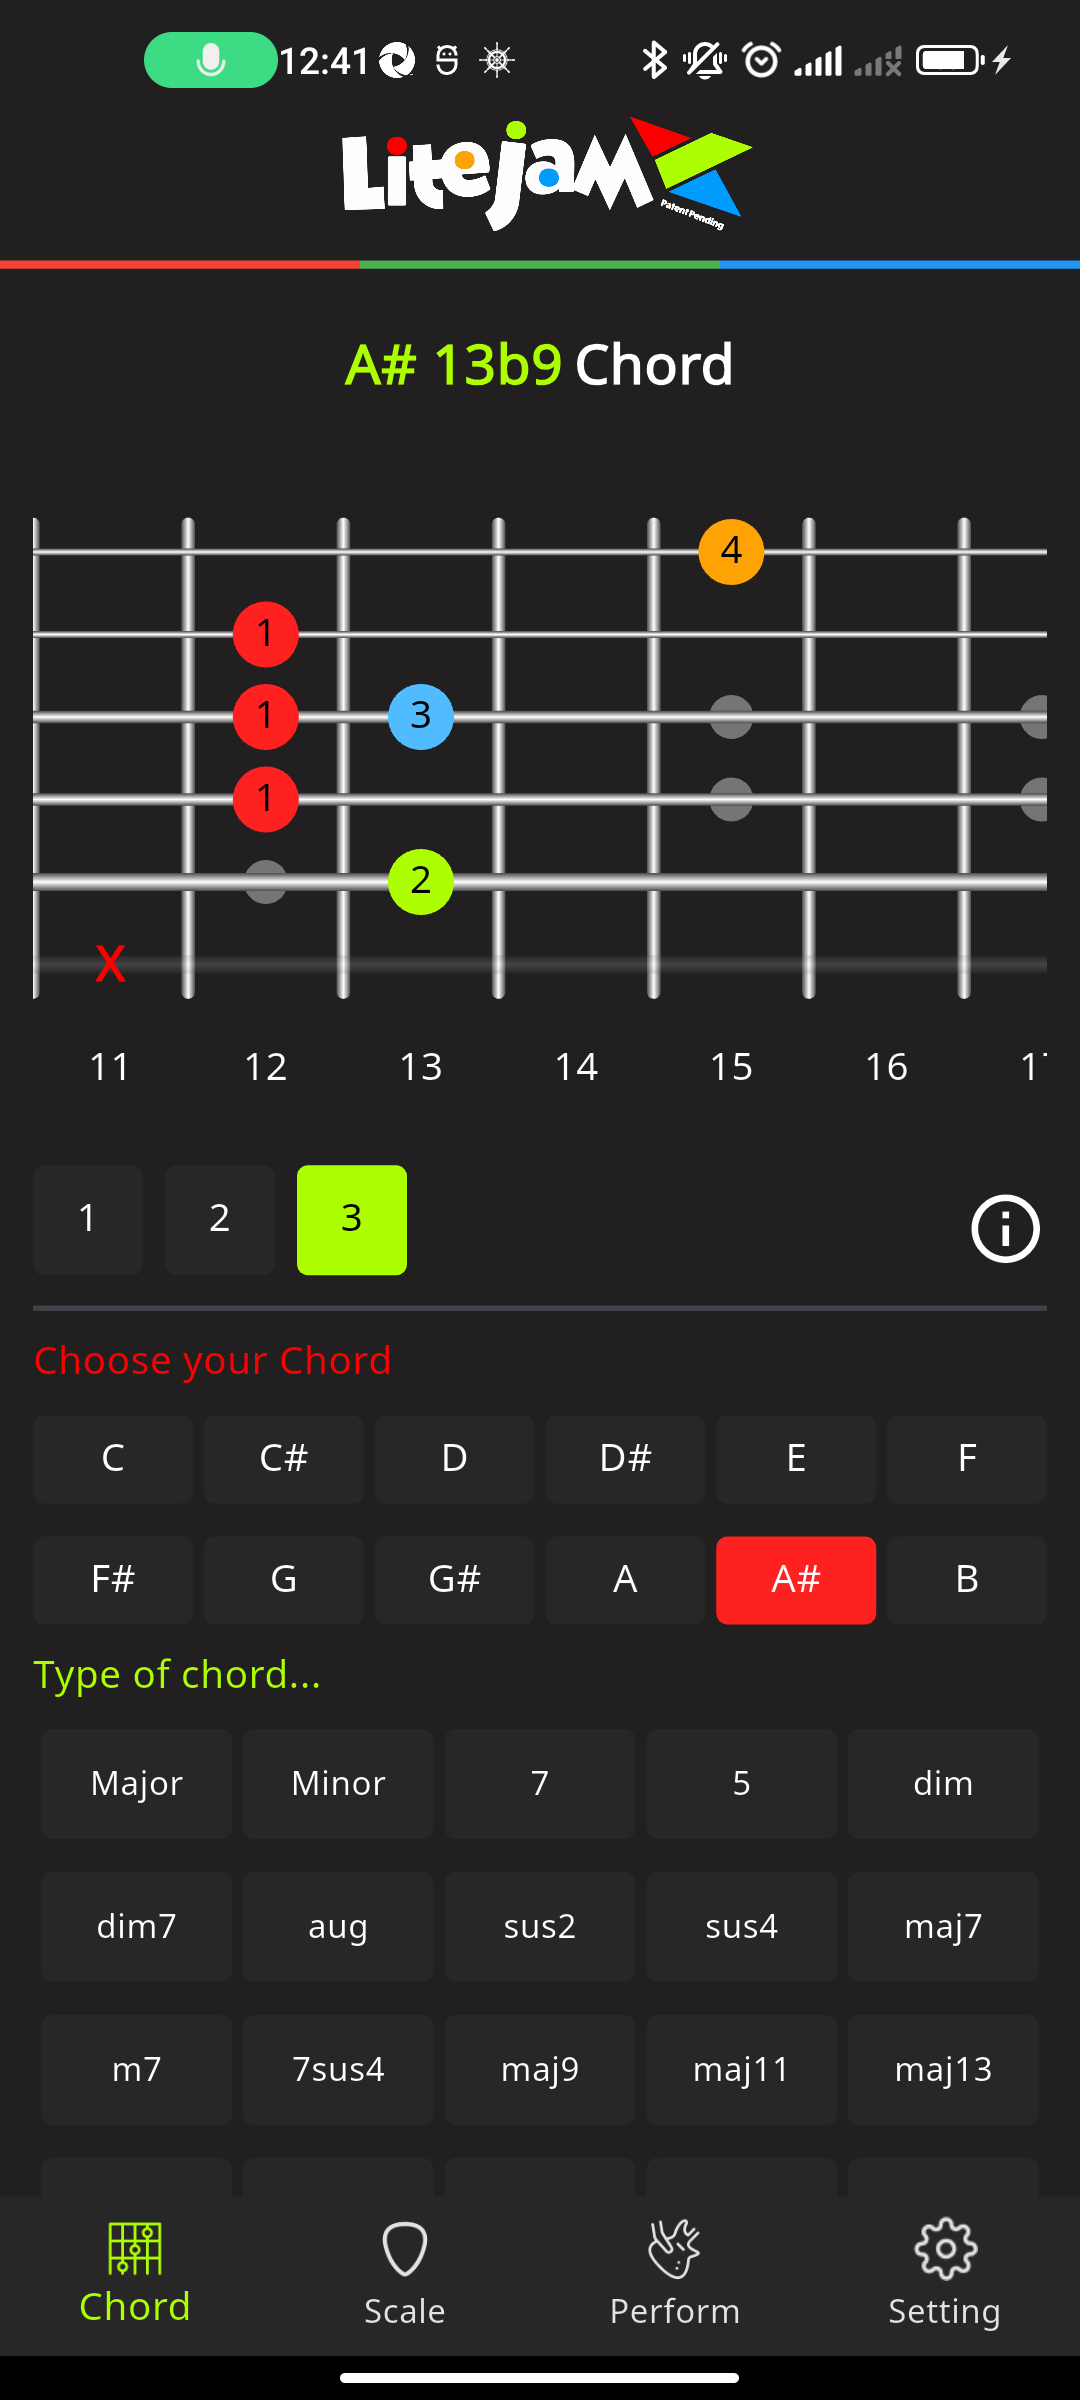 12:41
Litejam
Patent Pending
A# 13b9 Chord
4
1
1 3
1
2
X
11 12 13 14 15 16
1 2 3
Choose your Chord
C C# D D# E F
F# G G# A A# B
Type of chord...
Major Minor 7 5 dim
dim7 aug sus2 sus4 maj7
m7 7sus4 maj9 maj11 maj13
Chord Scale Perform Setting